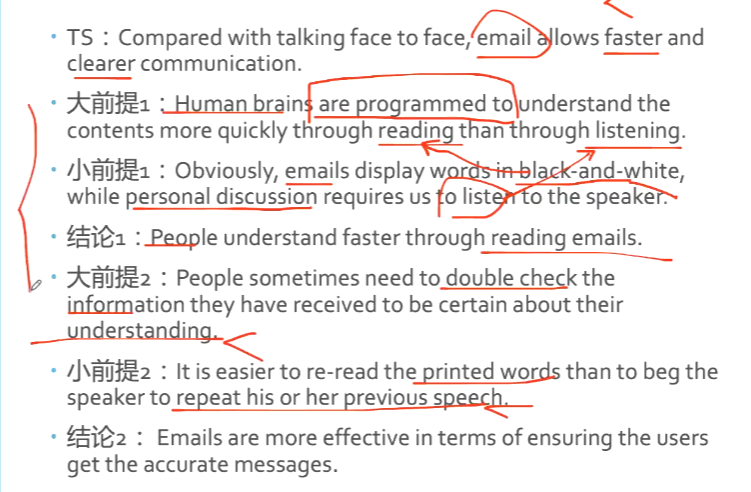 • TS：Compared with talking face to face, email allows faster and
clearer communication.
• 大前提1：Human brains are programmed to understand the
contents more quickly through reading than through listening.
• 小前提1：Obviously, emails display words in black-and-white,
while personal discussion requires us to listen to the speaker.
• 结论1：People understand faster through reading emails.
• 大前提2：People sometimes need to double check the
information they have received to be certain about their
understanding.
• 小前提2：It is easier to re-read the printed words than to beg the
speaker to repeat his or her previous speech.
• 结论2： Emails are more effective in terms of ensuring the users
get the accurate messages.